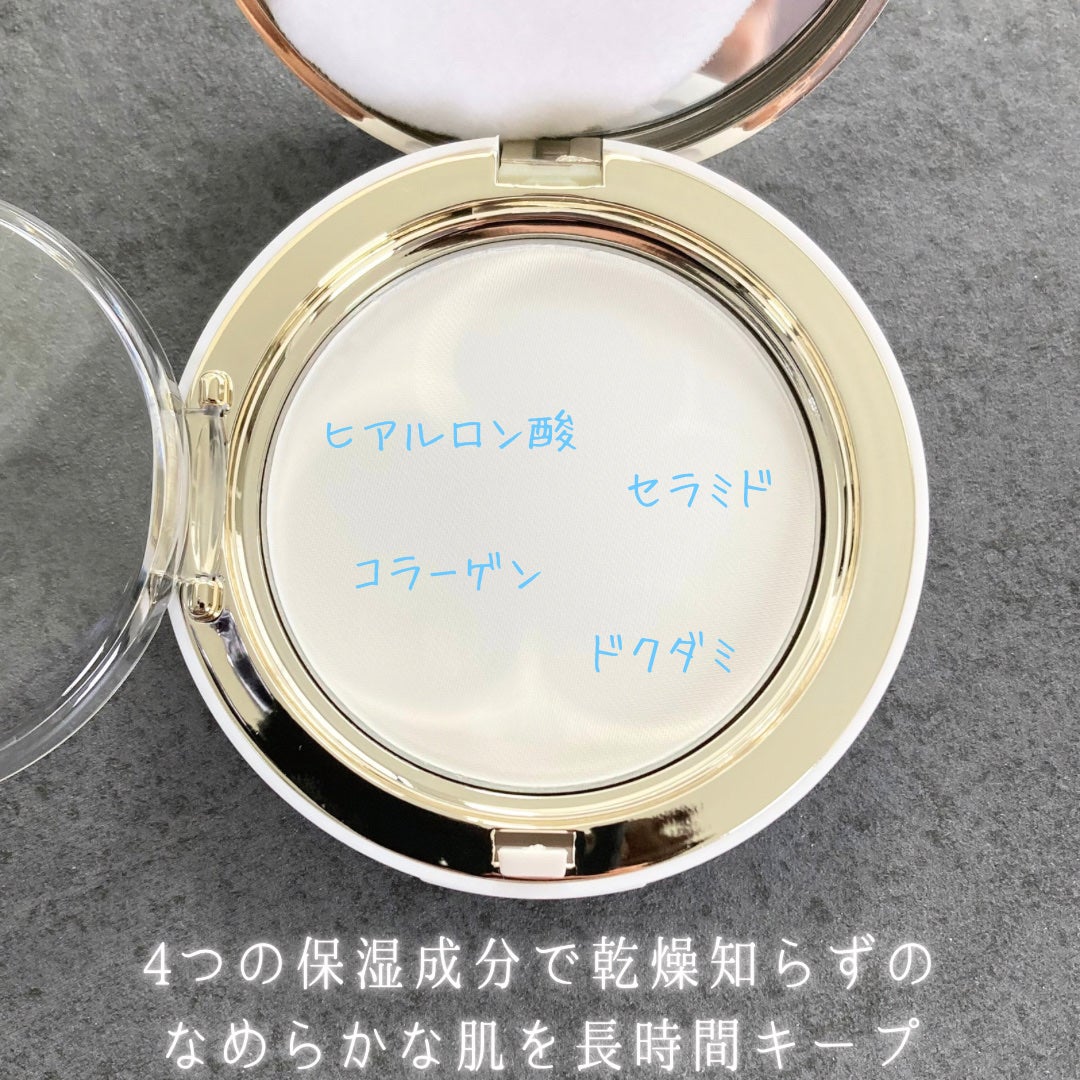 ヒアルロン酸
セラミド
コラーゲン
ドクダミ
4つの保湿成分で乾燥知らずの
なめらかな肌を長時間キープ